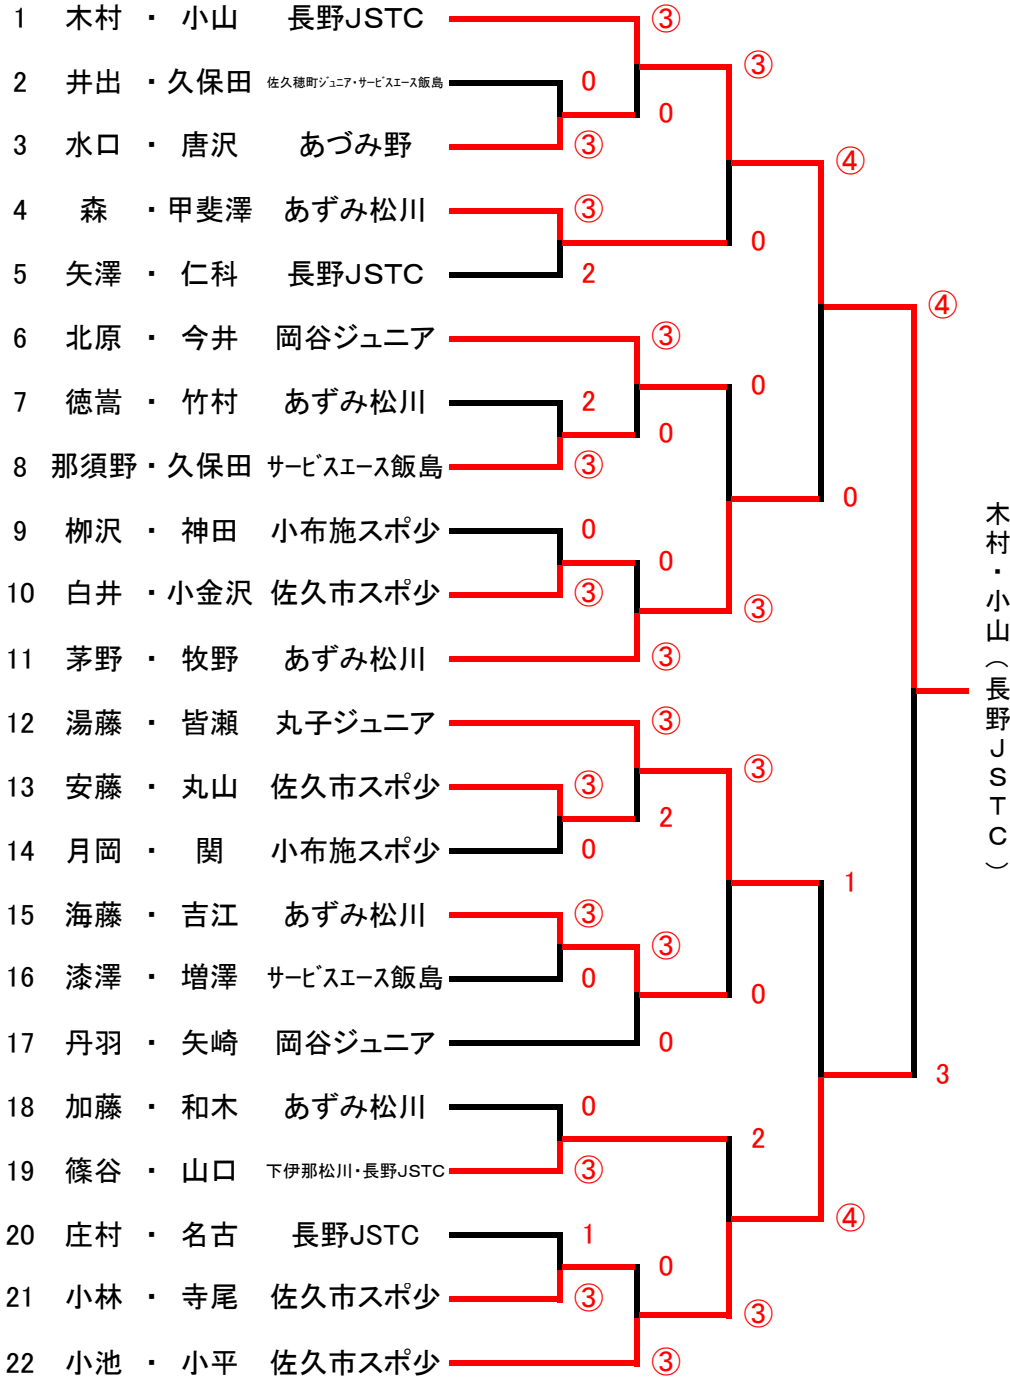 1 木村 ・ 小山 長野JSTC ③
③
2 井出 ・ 久保田 佐久穂町ジュニア・サービスエース飯島 0
0
3 水口 ・ 唐沢 あづみ野 ③
④
4 森 ・ 甲斐澤 あずみ松川 ③
0
5 矢澤 ・ 仁科 長野JSTC 2
④
6 北原 ・ 今井 岡谷ジュニア ③
0
7 徳嵩 ・ 竹村 あずみ松川 2
0
8 那須野 ・ 久保田 サービスエース飯島 ③
0
9 栁沢 ・ 神田 小布施スポ少 0
0
10 白井 ・ 小金沢 佐久市スポ少 ③
③
11 茅野 ・ 牧野 あずみ松川 ③
木村・小山（長野JSTC）
12 湯藤 ・ 皆瀬 丸子ジュニア ③
③
13 安藤 ・ 丸山 佐久市スポ少 ③
2
14 月岡 ・ 関 小布施スポ少 0
1
15 海藤 ・ 吉江 あずみ松川 ③
③
16 漆澤 ・ 増澤 サービスエース飯島 0
0
17 丹羽 ・ 矢崎 岡谷ジュニア 0
3
18 加藤 ・ 和木 あずみ松川 0
2
19 篠谷 ・ 山口 下伊那松川・長野JSTC ③
④
20 庄村 ・ 名古 長野JSTC 1
0
21 小林 ・ 寺尾 佐久市スポ少 ③
③
22 小池 ・ 小平 佐久市スポ少 ③